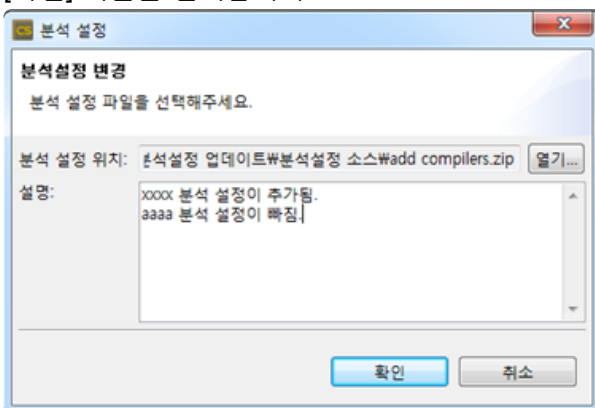 CS 분석 설정
분석설정 변경
분석 설정 파일을 선택해주세요.
분석 설정 위치: 석설정 업데이트₩분석설정 소스₩add compilers.zip 열기...
설명: xxxx 분석 설정이 추가됨.
aaaa 분석 설정이 빠짐.
확인 취소